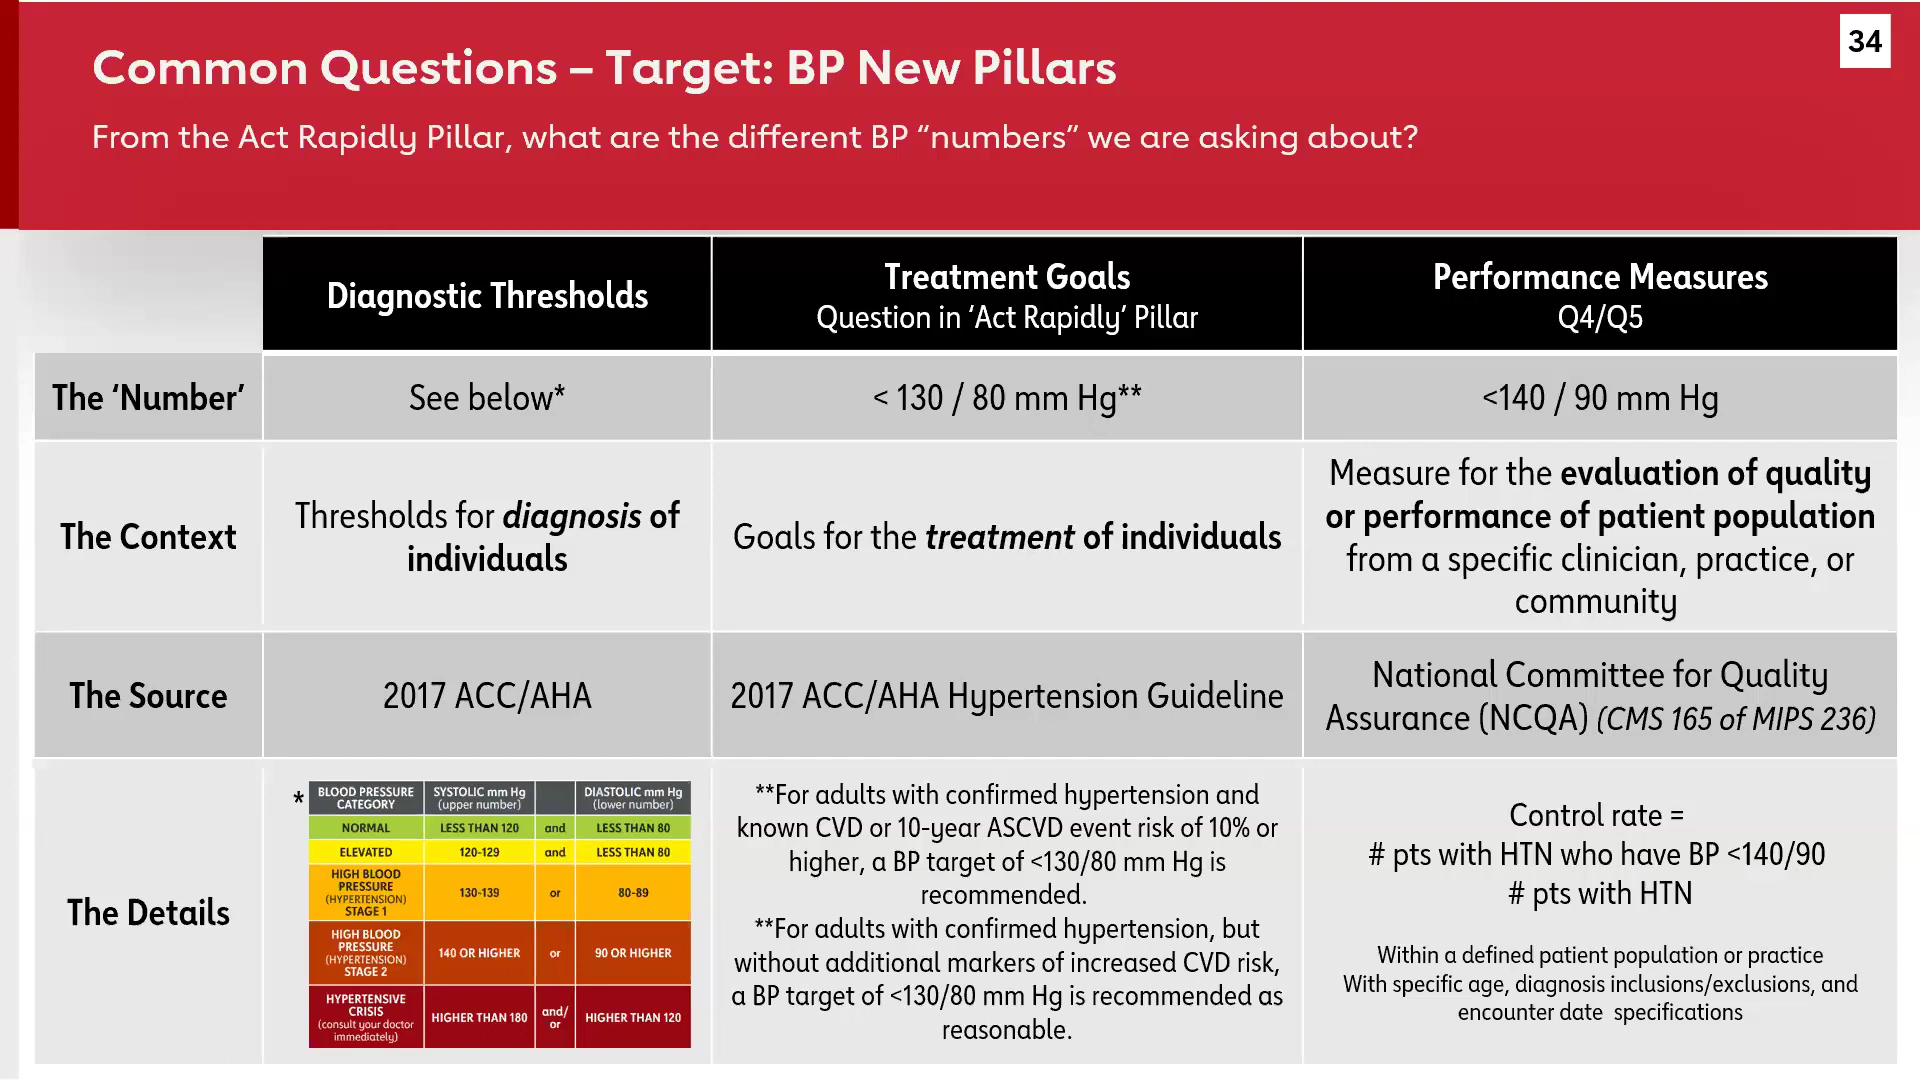 34
Common Questions – Target: BP New Pillars
From the Act Rapidly Pillar, what are the different BP “numbers” we are asking about?
Diagnostic Thresholds
Treatment Goals
Question in ‘Act Rapidly’ Pillar
Performance Measures
Q4/Q5
The ‘Number’
See below*
< 130 / 80 mm Hg**
<140 / 90 mm Hg
The Context
Thresholds for diagnosis of
individuals
Goals for the treatment of individuals
Measure for the evaluation of quality
or performance of patient population
from a specific clinician, practice, or
community
The Source
2017 ACC/AHA
2017 ACC/AHA Hypertension Guideline
National Committee for Quality
Assurance (NCQA) (CMS 165 of MIPS 236)
The Details
*
BLOOD PRESSURE
CATEGORY
SYSTOLIC mm Hg
(upper number)
DIASTOLIC mm Hg
(lower number)
NORMAL
LESS THAN 120
and
LESS THAN 80
ELEVATED
120-129
and
LESS THAN 80
HIGH BLOOD
PRESSURE
(HYPERTENSION)
STAGE 1
130-139
or
80-89
HIGH BLOOD
PRESSURE
(HYPERTENSION)
STAGE 2
140 OR HIGHER
or
90 OR HIGHER
HYPERTENSIVE
CRISIS
(consult your doctor
immediately)
HIGHER THAN 180
and/
or
HIGHER THAN 120
**For adults with confirmed hypertension and
known CVD or 10-year ASCVD event risk of 10% or
higher, a BP target of <130/80 mm Hg is
recommended.
**For adults with confirmed hypertension, but
without additional markers of increased CVD risk,
a BP target of <130/80 mm Hg is recommended as
reasonable.
Control rate =
# pts with HTN who have BP <140/90
# pts with HTN
Within a defined patient population or practice
With specific age, diagnosis inclusions/exclusions, and
encounter date specifications